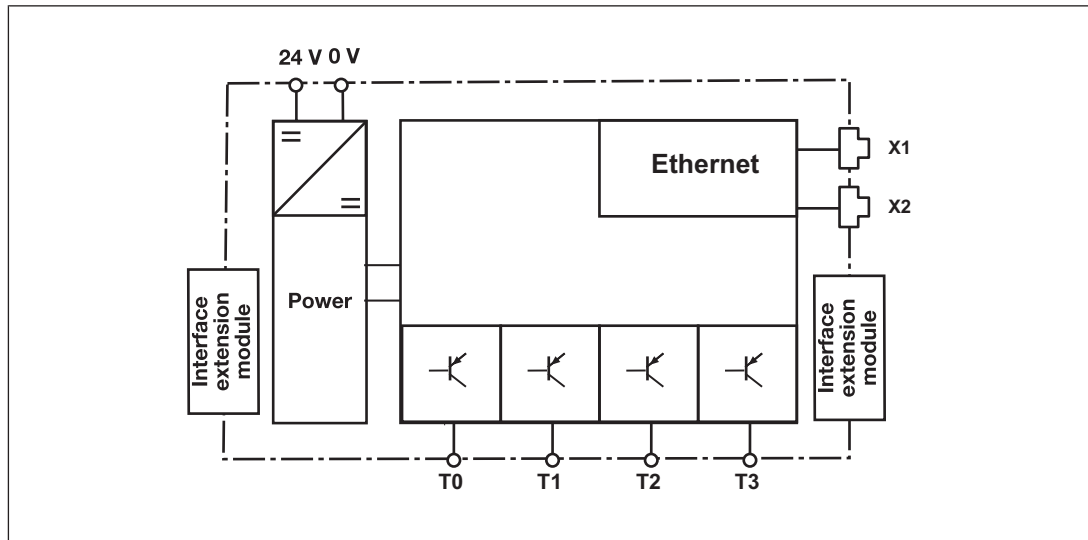 24 V 0 V
Ethernet
X1
X2
Power
Interface
extension
module
Interface
extension
module
T0 T1 T2 T3